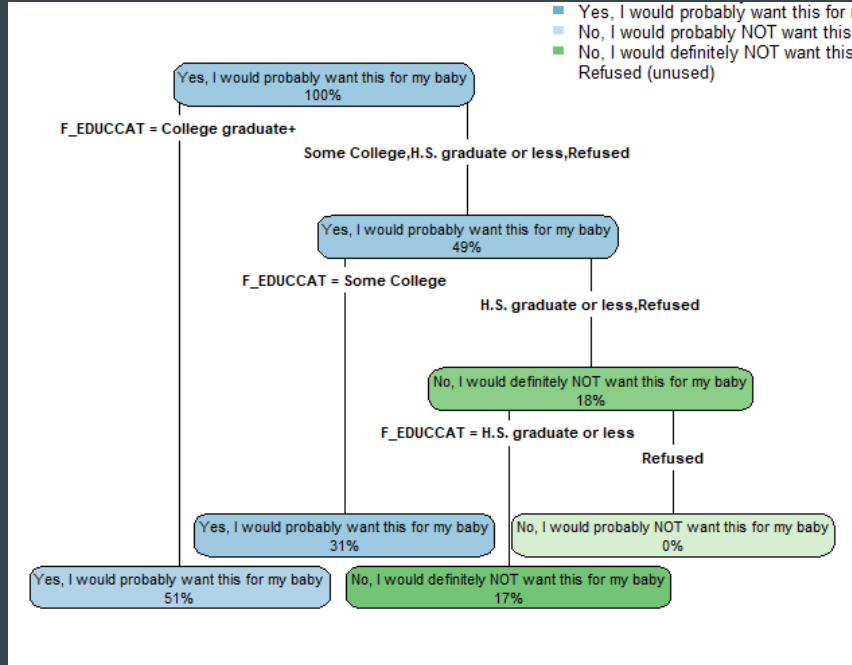 Yes, I would probably want this for
No, I would probably NOT want this
No, I would definitely NOT want this
Refused (unused)
Yes, I would probably want this for my baby
100%
F_EDUCCAT = College graduate+
Some College,H.S. graduate or less,Refused
Yes, I would probably want this for my baby
49%
F_EDUCCAT = Some College
H.S. graduate or less,Refused
No, I would definitely NOT want this for my baby
18%
F_EDUCCAT = H.S. graduate or less
Refused
Yes, I would probably want this for my baby
31%
No, I would probably NOT want this for my baby
0%
Yes, I would probably want this for my baby
51%
No, I would definitely NOT want this for my baby
17%